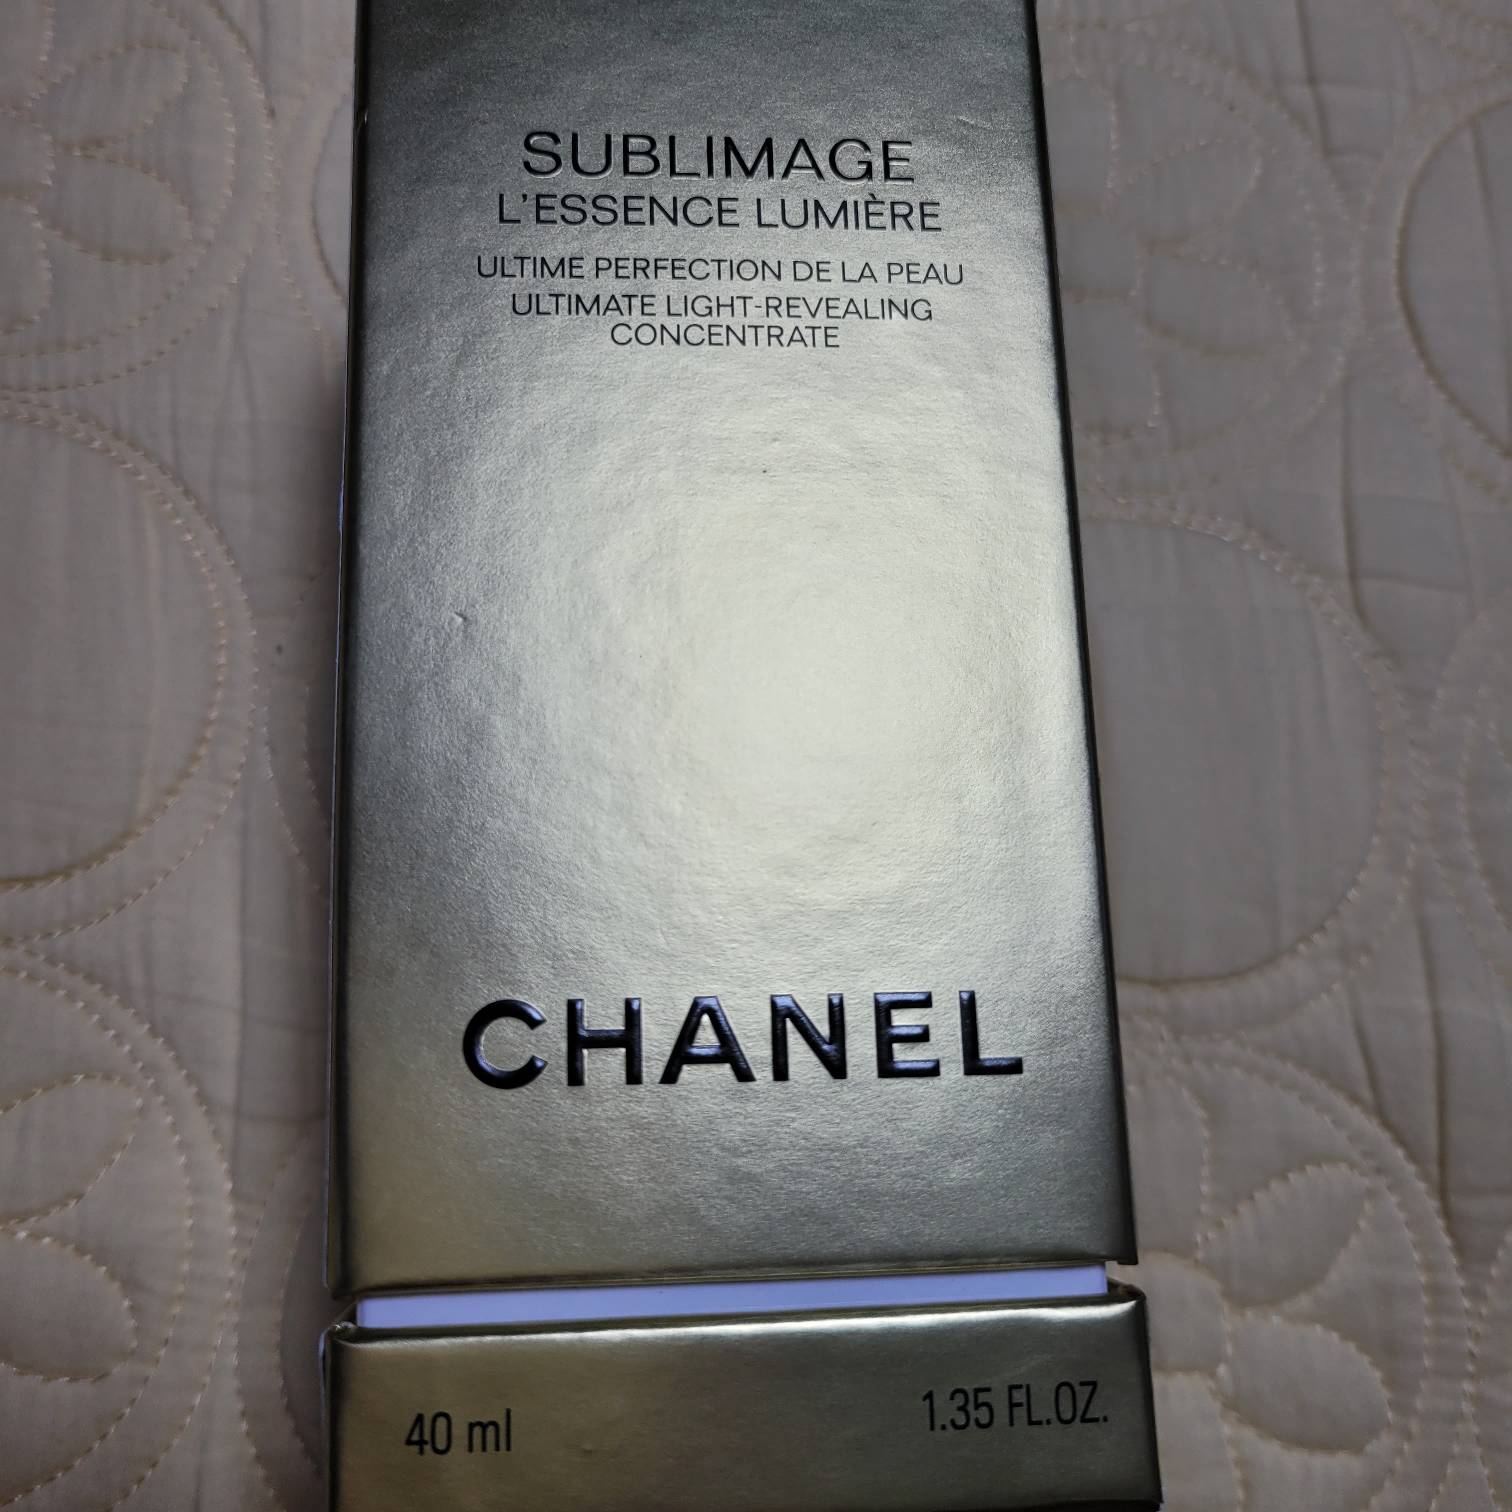 SUBLIMAGE
L'ESSENCE LUMIÈRE
ULTIME PERFECTION DE LA PEAU
ULTIMATE LIGHT-REVEALING
CONCENTRATE
CHANEL
40 ml 1.35 FL.OZ.